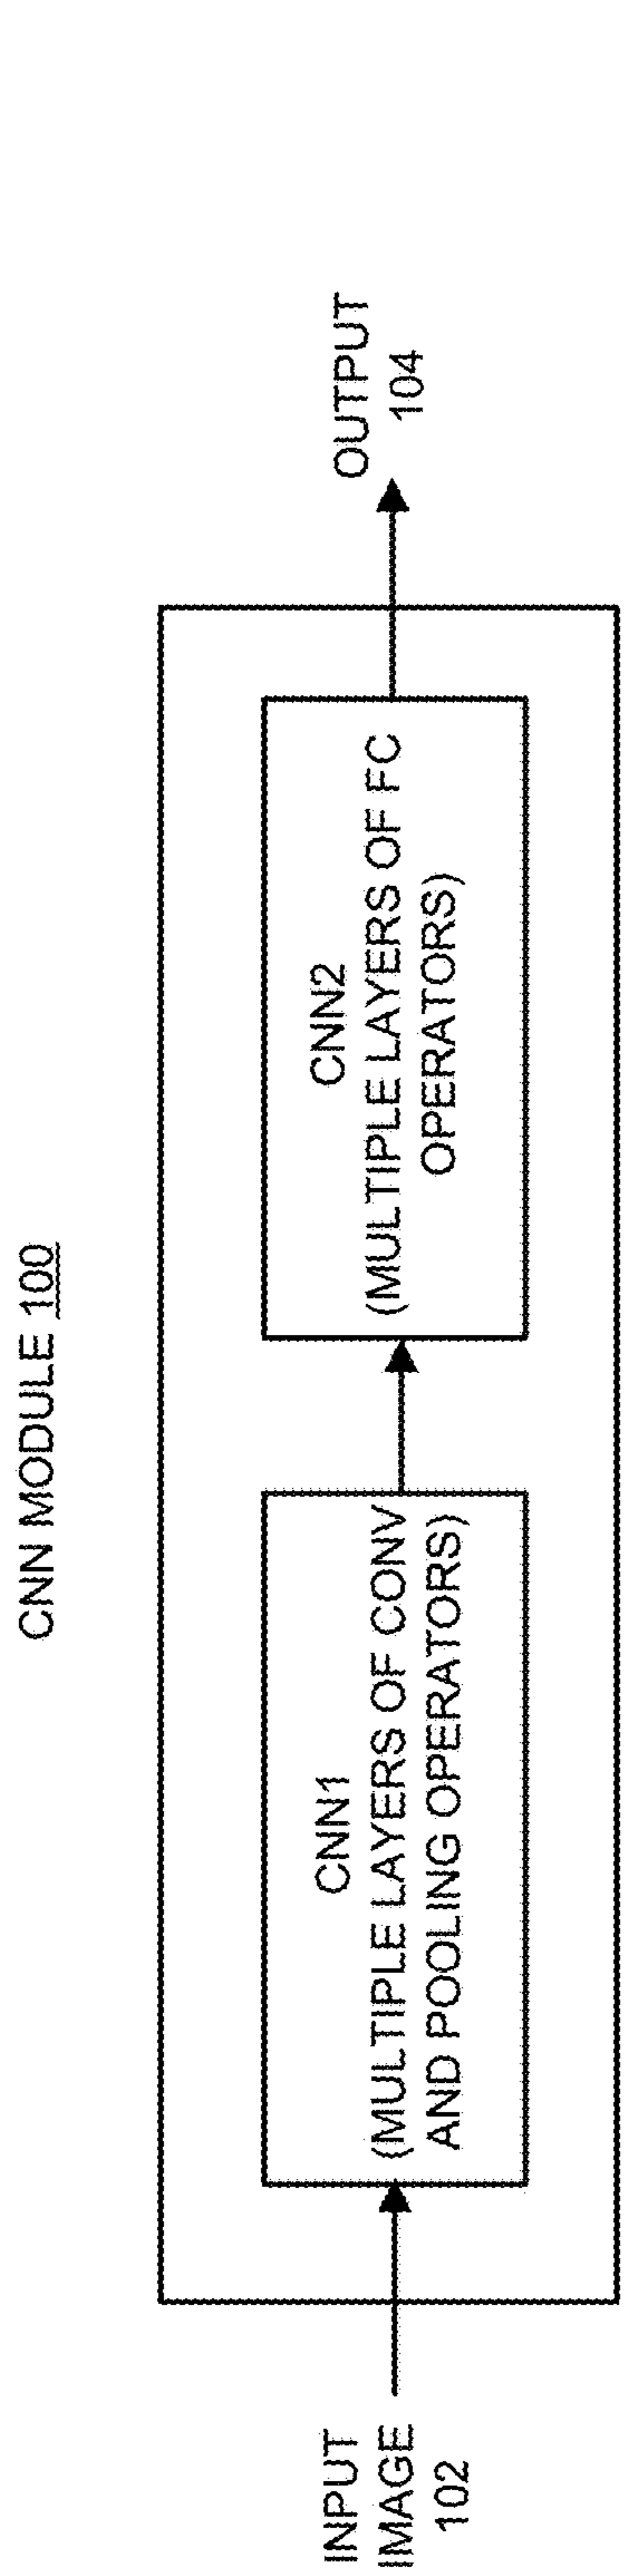 CNN MODULE 100
INPUT
IMAGE
102
CNN1
(MULTIPLE LAYERS OF CONV
AND POOLING OPERATORS)
CNN2
(MULTIPLE LAYERS OF FC
OPERATORS)
OUTPUT
104